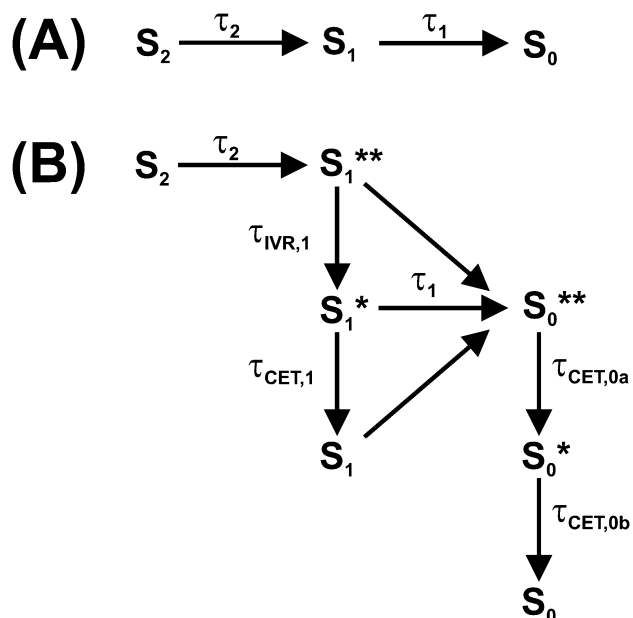 (A) S₂ τ₂ S₁ τ₁ S₀
(B) S₂ τ₂ S₁**
τIVR,1
S₁* τ₁ S₀**
τCET,1 τCET,0a
S₁ S₀*
τCET,0b
S₀